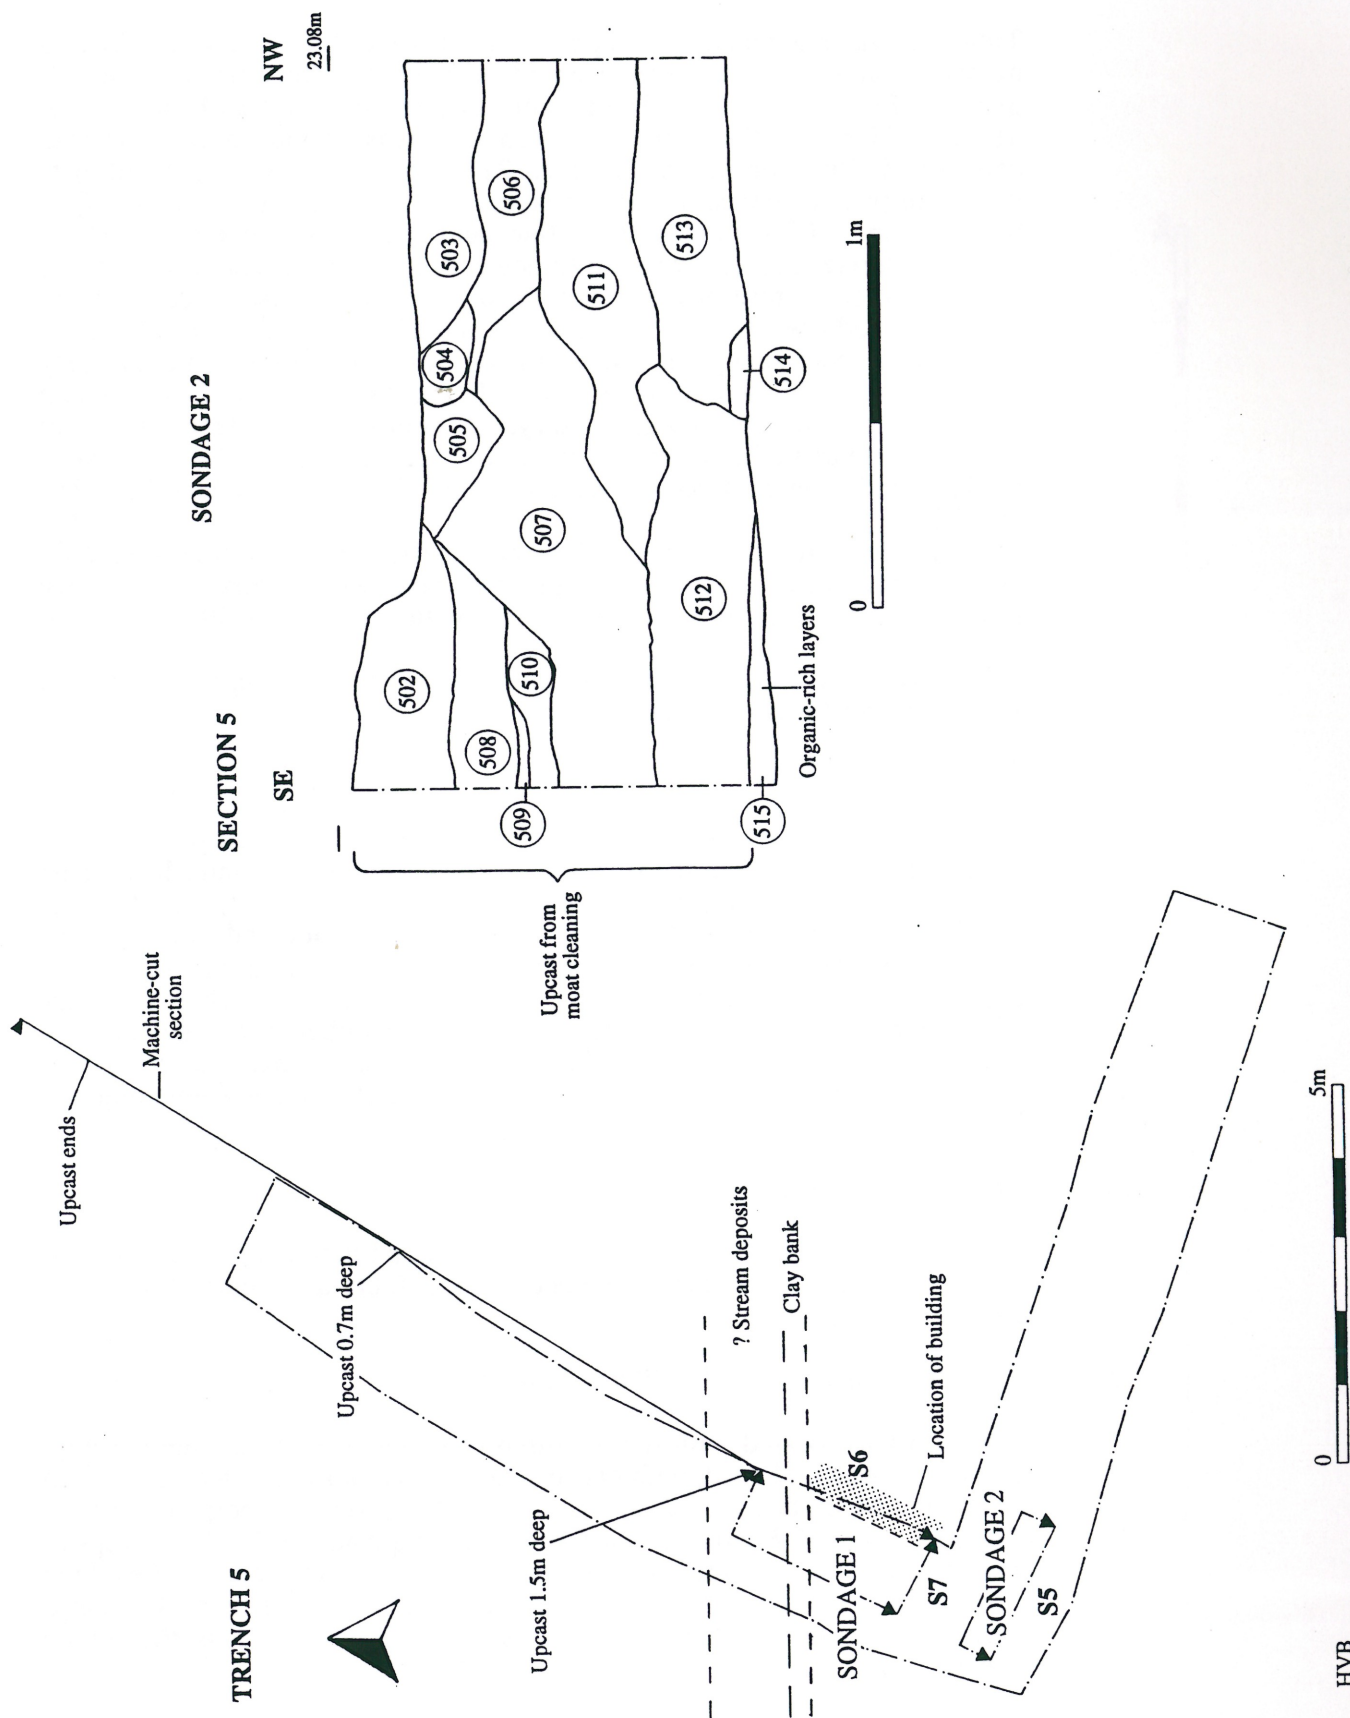 TRENCH 5
Upcast ends
Machine-cut
section
Upcast 0.7m deep
Upcast 1.5m deep
? Stream deposits
Clay bank
S6
Location of building
SONDAGE 1
S7
SONDAGE 2
S5
0
5m
HVB
SECTION 5
SONDAGE 2
SE
NW
23.08m
502
503
504
505
506
507
508
509
510
511
512
513
514
515
Upcast from
moat cleaning
Organic-rich layers
0
1m